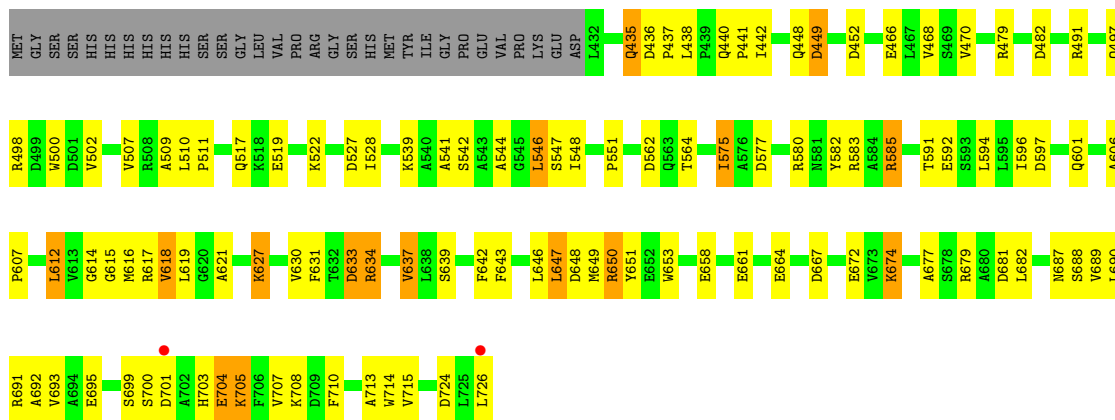 MET GLY SER SER HIS HIS HIS HIS HIS HIS SER SER GLY LEU VAL PRO ARG GLY SER HIS MET TYR ILE GLY PRO GLU VAL PRO LYS GLU ASP L432 Q435 D436 P437 L438 P439 Q440 P441 I442 Q448 D449 D452 E466 L467 V468 S469 V470 R479 D482 R491
R498 D499 W500 D501 V502 V507 R508 A509 L510 P511 Q517 K518 E519 K522 D527 I528 K539 A540 A541 S542 A543 A544 G545 L546 S547 I548 P551 D562 Q563 T564 I575 A576 D577 R580 N581 Y582 R583 A584 R585 T591 E592 S593 L594 L595 I596 D597 Q601 A606
P607 L612 V613 G614 G615 M616 R617 V618 L619 G620 A621 K627 V630 F631 T632 D633 R634 V637 L638 S639 F642 F643 L646 L647 D648 M649 R650 Y651 E652 W653 E658 E661 E664 D667 E672 V673 K674 A677 S678 R679 A680 D681 L682 N687 S688 V689
R691 A692 V693 A694 E695 S699 S700 D701 A702 H703 E704 K705 F706 V707 K708 D709 F710 A713 W714 V715 D724 L725 L726